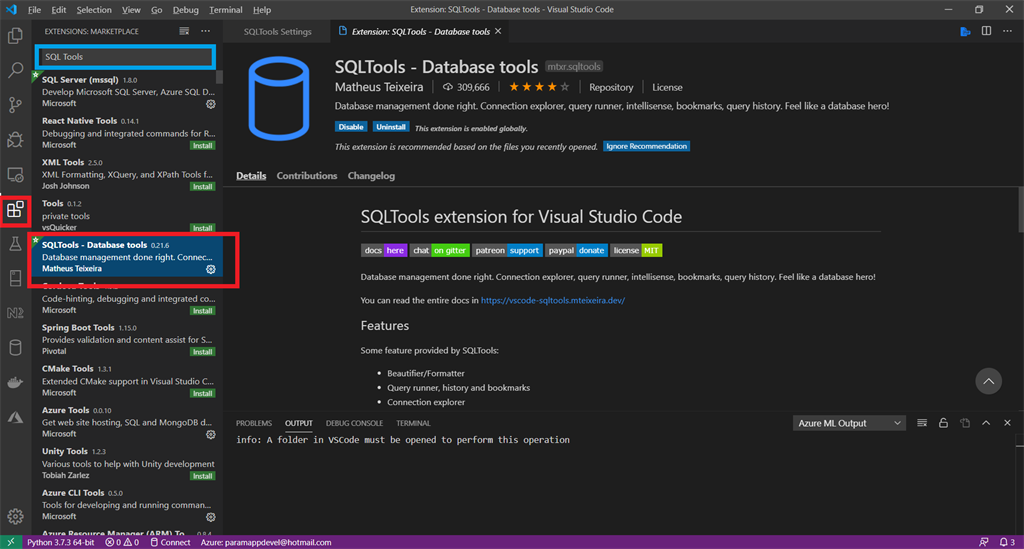 File Edit Selection View Go Debug Terminal Help
Extension: SQLTools - Database tools - Visual Studio Code
EXTENSIONS: MARKETPLACE
SQL Tools
SQL Server (mssql) 1.8.0
Develop Microsoft SQL Server, Azure SQL D...
Microsoft
React Native Tools 0.14.1
Debugging and integrated commands for R...
Microsoft Install
XML Tools 2.5.0
XML Formatting, XQuery, and XPath Tools f...
Josh Johnson Install
Tools 0.1.2
private tools
vsQuicker Install
SQLTools - Database tools 0.21.6
Database management done right. Connec...
Matheus Teixeira
Tools
Code-hinting, debugging and integrated co...
Microsoft Install
Spring Boot Tools 1.15.0
Provides validation and content assist for S...
Pivotal Install
CMake Tools 1.3.1
Extended CMake support in Visual Studio C...
Microsoft Install
Azure Tools 0.0.10
Get web site hosting, SQL and MongoDB d...
Microsoft
Unity Tools 1.2.3
Various tools to help with Unity development
Tobiah Zarlez Install
Azure CLI Tools 0.5.0
Tools for developing and running comman...
Microsoft
Azure Resource Manager (ARM) To... 0.8.4
SQLTools Settings
Extension: SQLTools - Database tools
SQLTools - Database tools mtxr.sqltools
Matheus Teixeira 309,666 Repository License
Database management done right. Connection explorer, query runner, intellisense, bookmarks, query history. Feel like a database hero!
Disable Uninstall This extension is enabled globally.
This extension is recommended based on the files you recently opened. Ignore Recommendation
Details Contributions Changelog
SQLTools extension for Visual Studio Code
docs here chat on gitter patreon support paypal donate license MIT
Database management done right. Connection explorer, query runner, intellisense, bookmarks, query history. Feel like a database hero!
You can read the entire docs in https://vscode-sqltools.mteixeira.dev/
Features
Some feature provided by SQLTools:
• Beautifier/Formatter
• Query runner, history and bookmarks
• Connection explorer
PROBLEMS OUTPUT DEBUG CONSOLE TERMINAL
Azure ML Output
info: A folder in VSCode must be opened to perform this operation
Python 3.7.3 64-bit 0 0 Connect Azure: paramappdevel@hotmail.com
3